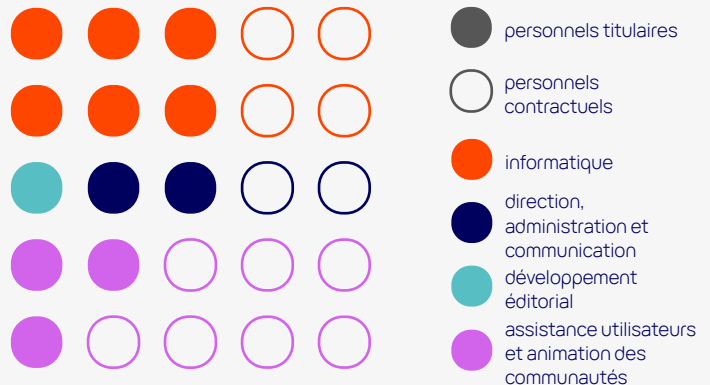 personnels titulaires
personnels
contractuels
informatique
direction,
administration et
communication
développement
éditorial
assistance utilisateurs
et animation des
communautés